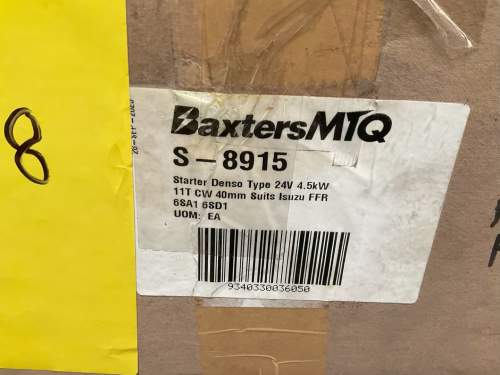 8
BaxtersMTQ
S-8915
Starter Denso Type 24V 4.5kW
11T CW 40mm Suits Isuzu FFR
6SA1 6SD1
UOM: EA
9340330036050